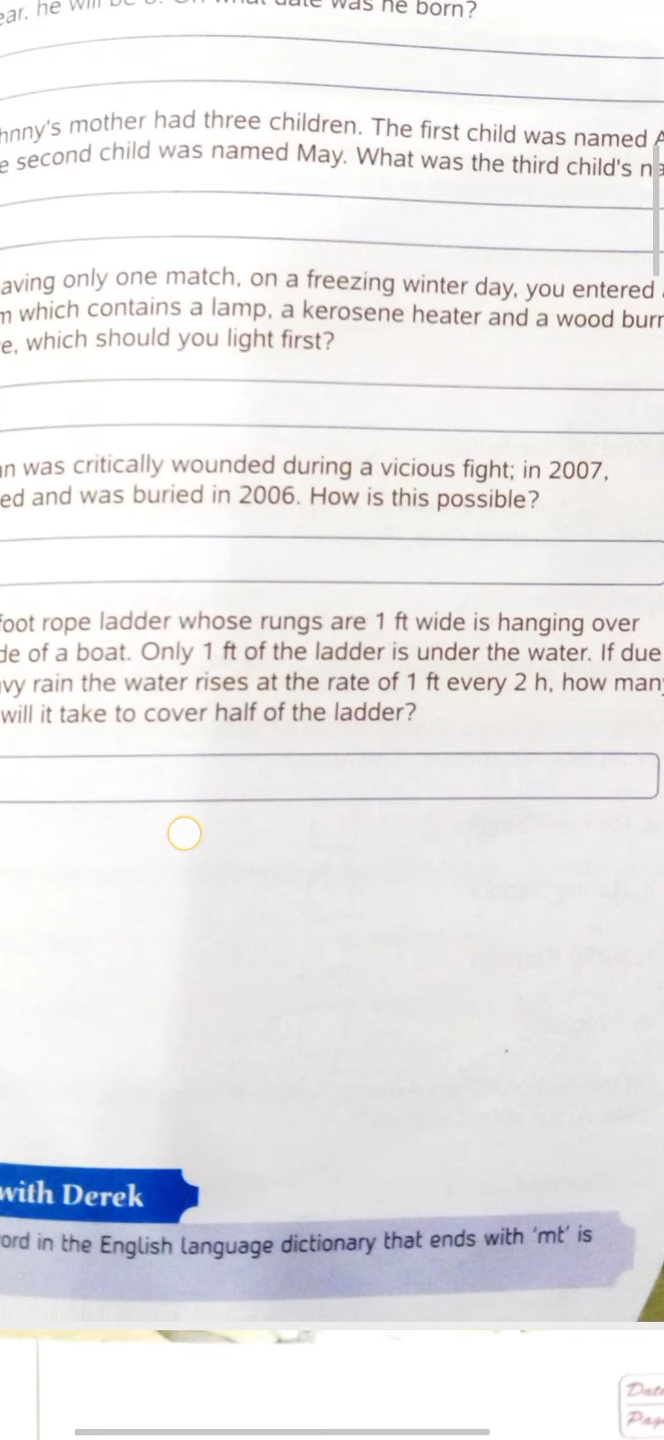 ear, he will be 8. On what date was he born?
hnny's mother had three children. The first child was named A
e second child was named May. What was the third child's na
aving only one match, on a freezing winter day, you entered
m which contains a lamp, a kerosene heater and a wood burn
e, which should you light first?
an was critically wounded during a vicious fight; in 2007,
ed and was buried in 2006. How is this possible?
foot rope ladder whose rungs are 1 ft wide is hanging over
de of a boat. Only 1 ft of the ladder is under the water. If due
vy rain the water rises at the rate of 1 ft every 2 h, how many
will it take to cover half of the ladder?
with Derek
ord in the English language dictionary that ends with 'mt' is
Date
Page